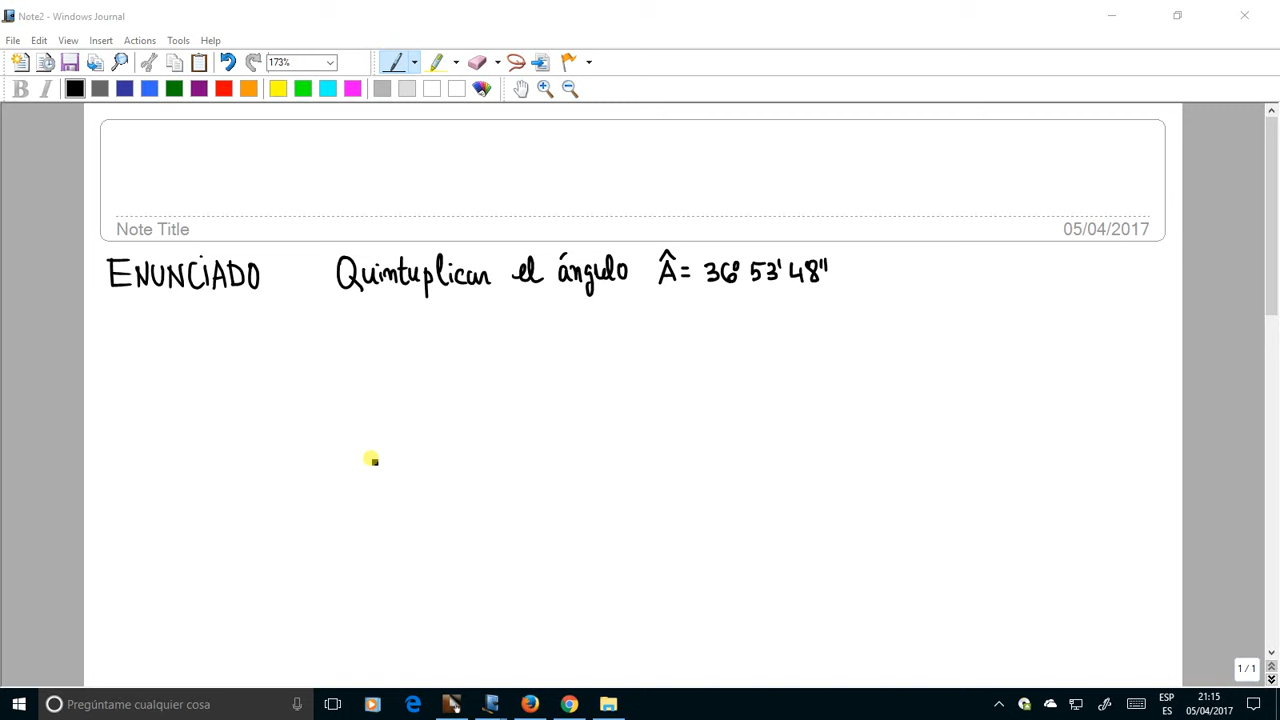 Note2 - Windows Journal
File Edit View Insert Actions Tools Help
173%
B I
Note Title
05/04/2017
ENUNCIADO Quintuplicar el ángulo Â= 36º 53' 48"
1 / 1
Pregúntame cualquier cosa
ESP 21:15
ES 05/04/2017